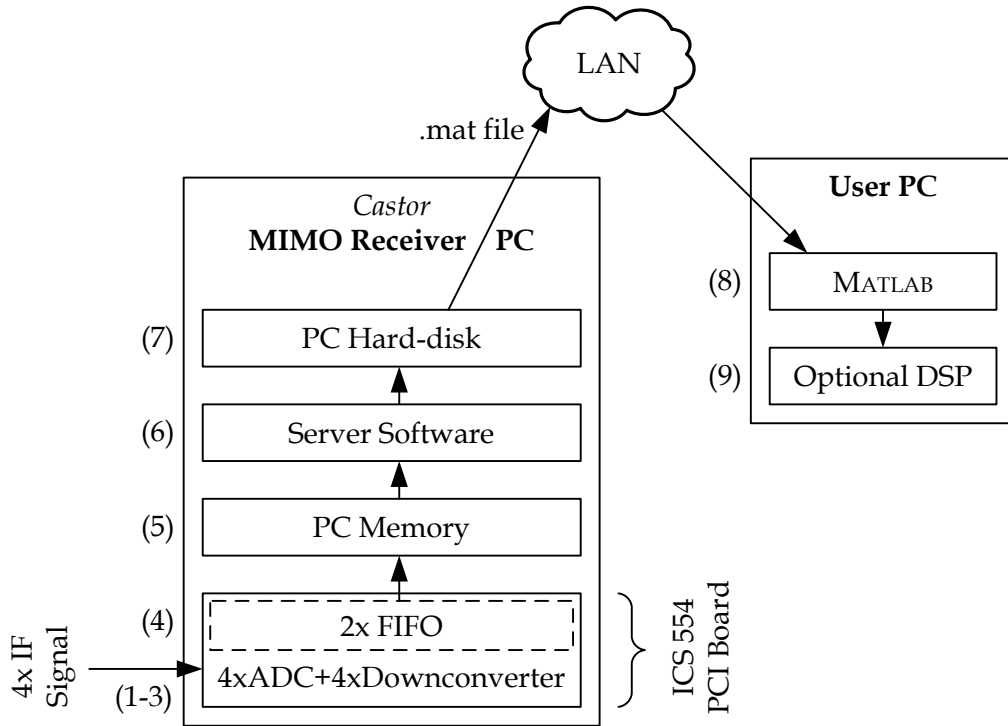 LAN
.mat file
Castor
MIMO Receiver PC
(7)
PC Hard-disk
(6)
Server Software
(5)
PC Memory
(4)
2x FIFO
4xADC+4xDownconverter
4x IF
Signal
(1-3)
ICS 554
PCI Board
User PC
(8)
MATLAB
(9)
Optional DSP